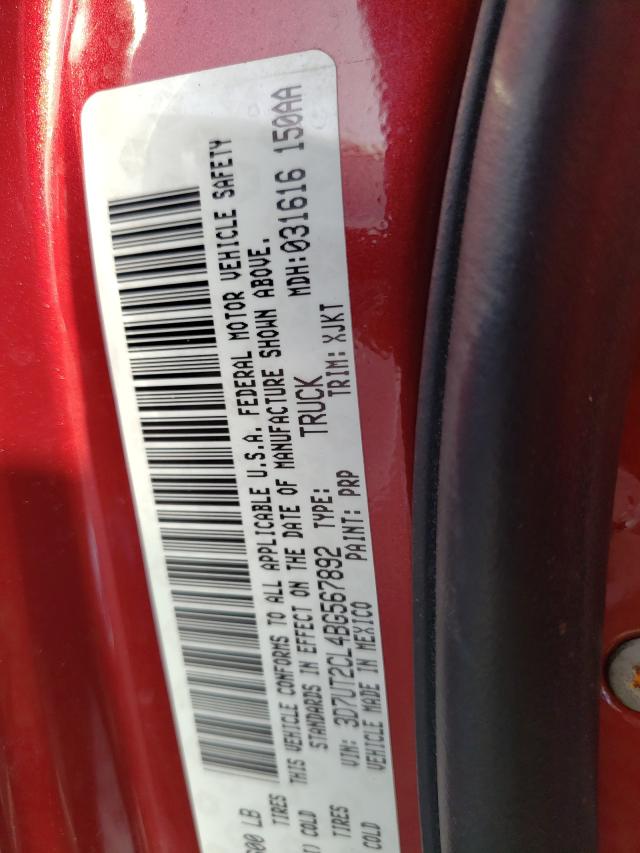 600 LB
TIRES
THIS VEHICLE CONFORMS TO ALL APPLICABLE U.S.A. FEDERAL MOTOR VEHICLE SAFETY
COLD
STANDARDS IN EFFECT ON THE DATE OF MANUFACTURE SHOWN ABOVE.
MDH:031616 150AA
TIRES
VIN: 3D7UT2CL4BG567892 TYPE: TRUCK
COLD
VEHICLE MADE IN MEXICO PAINT: PRP TRIM: XJKT